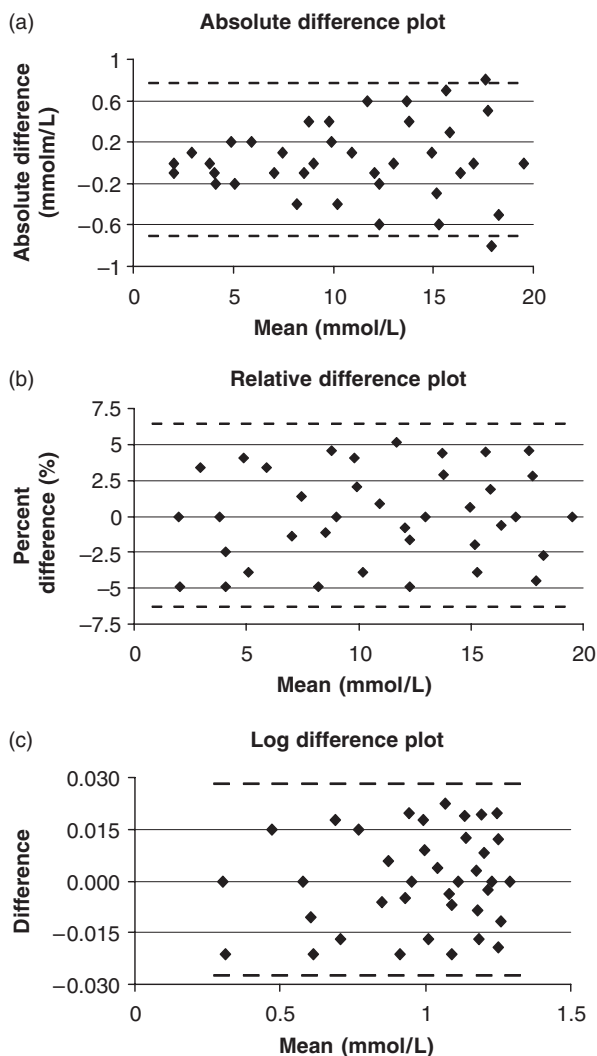 (a)
Absolute difference plot
Absolute difference
(mmolm/L)
1
0.6
0.2
−0.2
−0.6
−1
0 5 10 15 20
Mean (mmol/L)
(b)
Relative difference plot
Percent
difference (%)
7.5
5
2.5
0
−2.5
−5
−7.5
0 5 10 15 20
Mean (mmol/L)
(c)
Log difference plot
Difference
0.030
0.015
0.000
−0.015
−0.030
0 0.5 1 1.5
Mean (mmol/L)